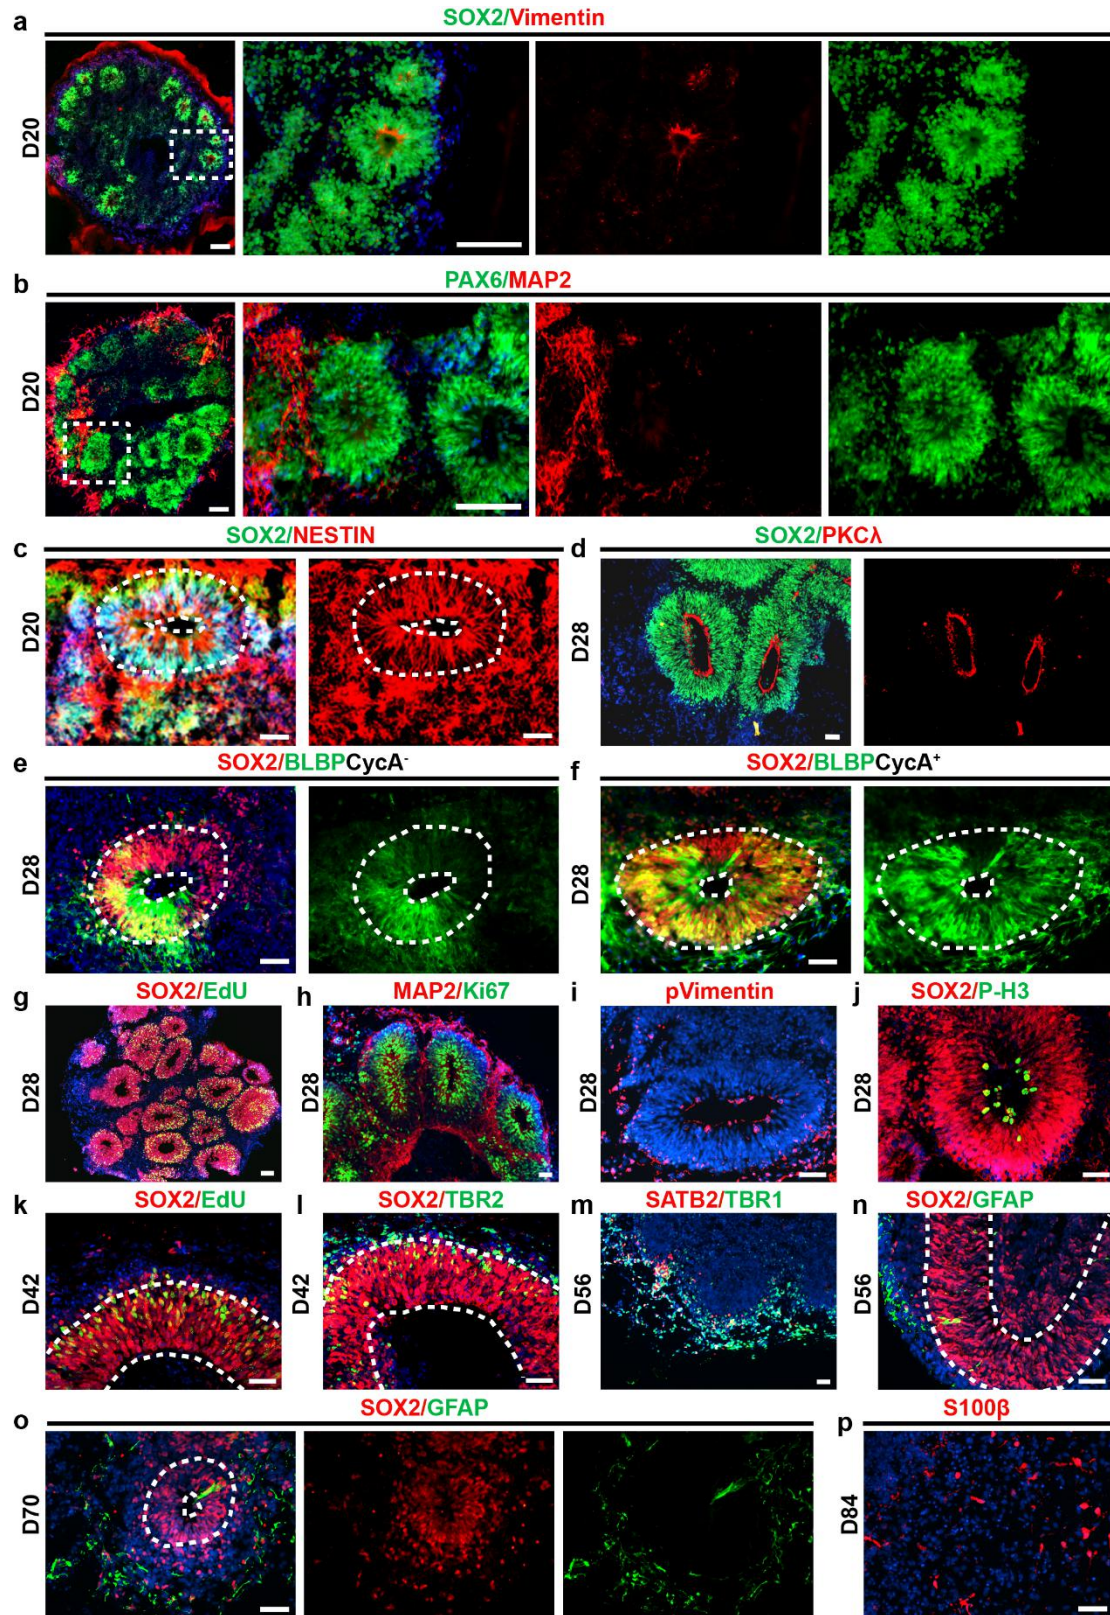 a SOX2/Vimentin
D20
b PAX6/MAP2
D20
c SOX2/NESTIN d SOX2/PKCλ
D20 D28
e SOX2/BLBPCycA⁻ f SOX2/BLBPCycA⁺
D28 D28
g SOX2/EdU h MAP2/Ki67 i pVimentin j SOX2/P-H3
D28 D28 D28 D28
k SOX2/EdU l SOX2/TBR2 m SATB2/TBR1 n SOX2/GFAP
D42 D42 D56 D56
o SOX2/GFAP p S100β
D70 D84